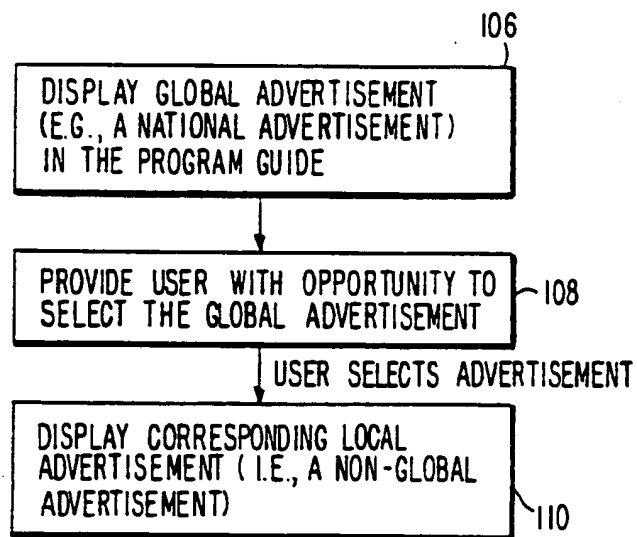 106
DISPLAY GLOBAL ADVERTISEMENT
(E.G., A NATIONAL ADVERTISEMENT)
IN THE PROGRAM GUIDE
PROVIDE USER WITH OPPORTUNITY TO
SELECT THE GLOBAL ADVERTISEMENT
108
USER SELECTS ADVERTISEMENT
DISPLAY CORRESPONDING LOCAL
ADVERTISEMENT ( I.E., A NON-GLOBAL
ADVERTISEMENT)
110